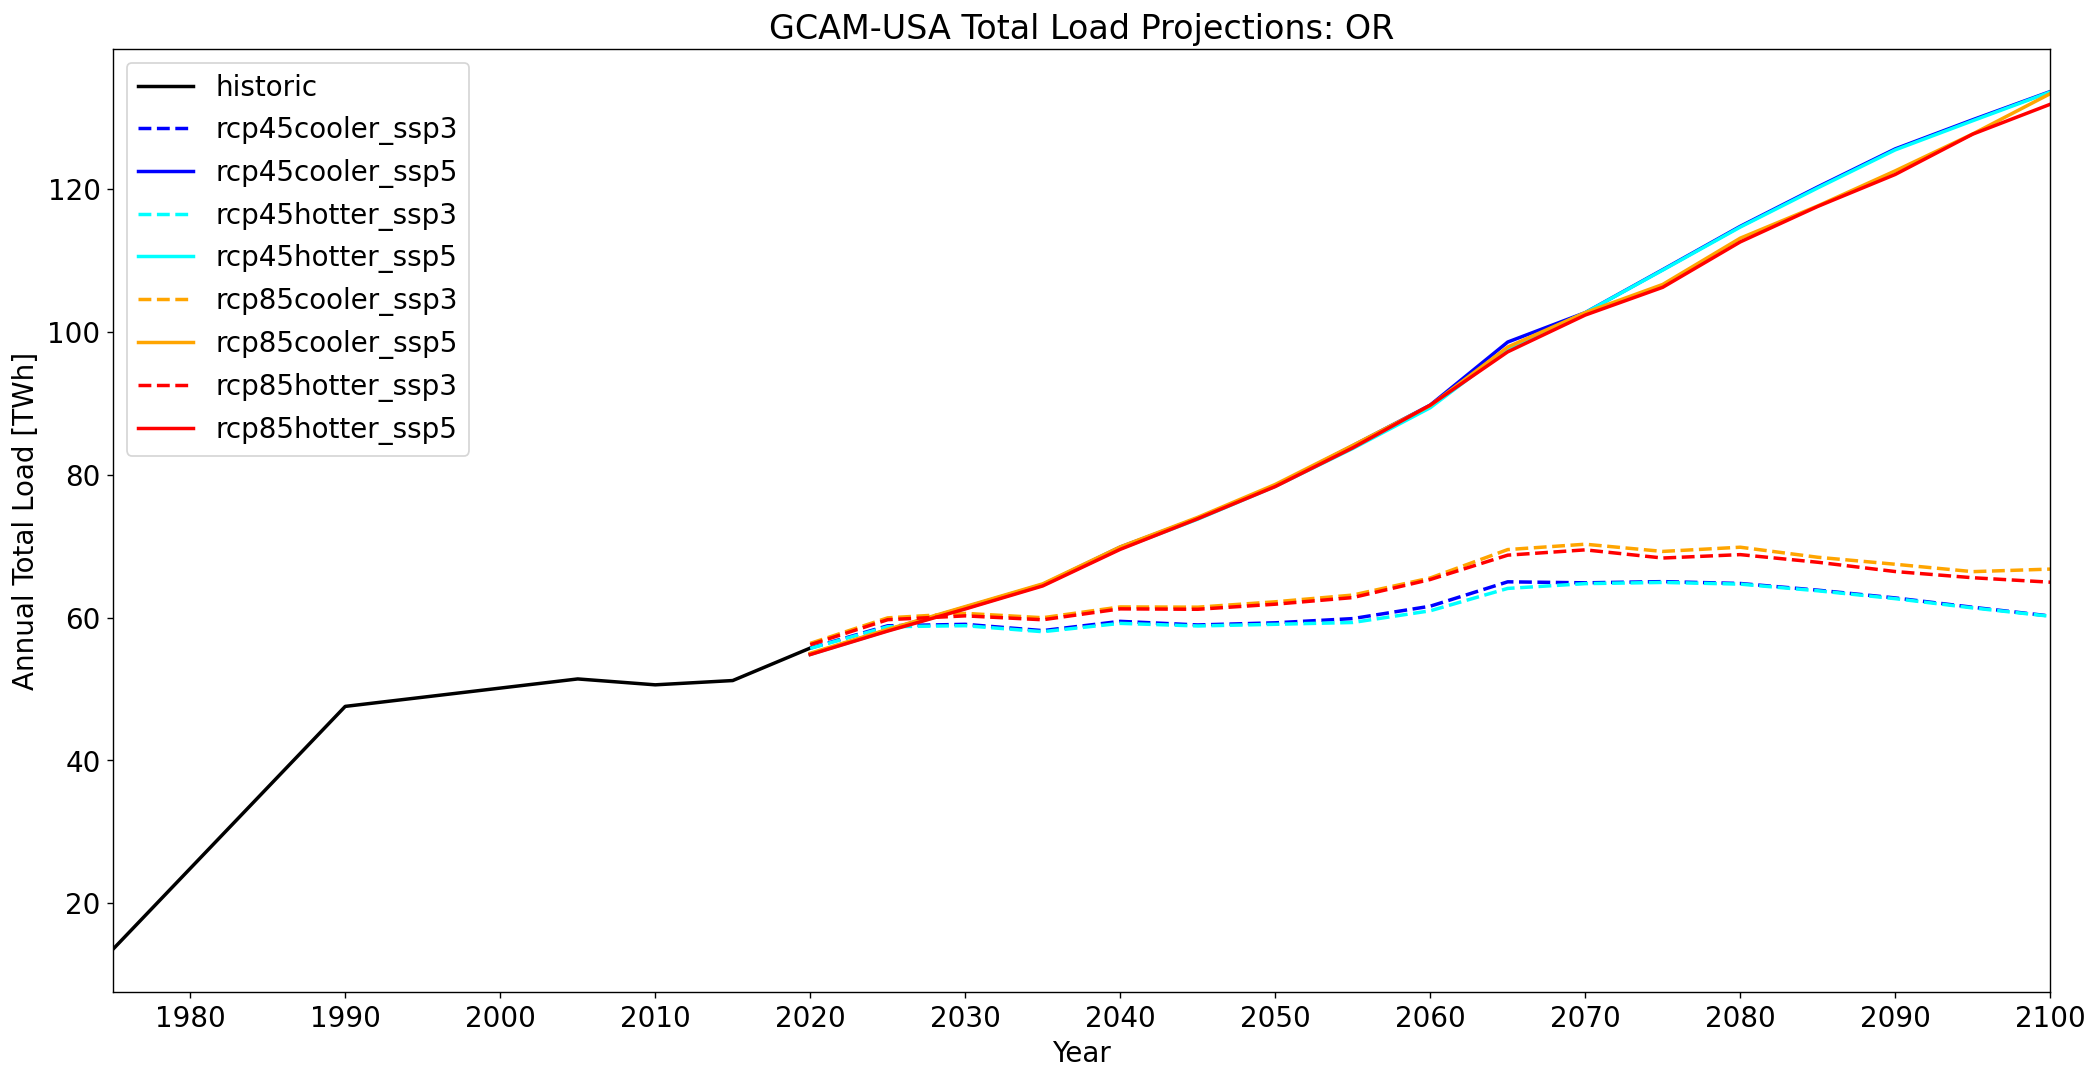 GCAM-USA Total Load Projections: OR
historic
rcp45cooler_ssp3
rcp45cooler_ssp5
rcp45hotter_ssp3
rcp45hotter_ssp5
rcp85cooler_ssp3
rcp85cooler_ssp5
rcp85hotter_ssp3
rcp85hotter_ssp5
Annual Total Load [TWh]
120
100
80
60
40
20
1980 1990 2000 2010 2020 2030 2040 2050 2060 2070 2080 2090 2100
Year